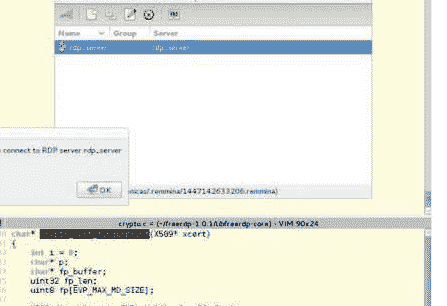 Name Group Server
rdp_server rdp_server
connect to RDP server rdp_server
OK
/.remmina/1447142633206.remmina)
crypto.c = (~/freerdp-1.0.1/libfreerdp-core) - VIM 90x24
char* (X509* xcert)
{
int i = 0;
char* p;
char* fp_buffer;
uint32 fp_len;
uint8 fp[EVP_MAX_MD_SIZE];